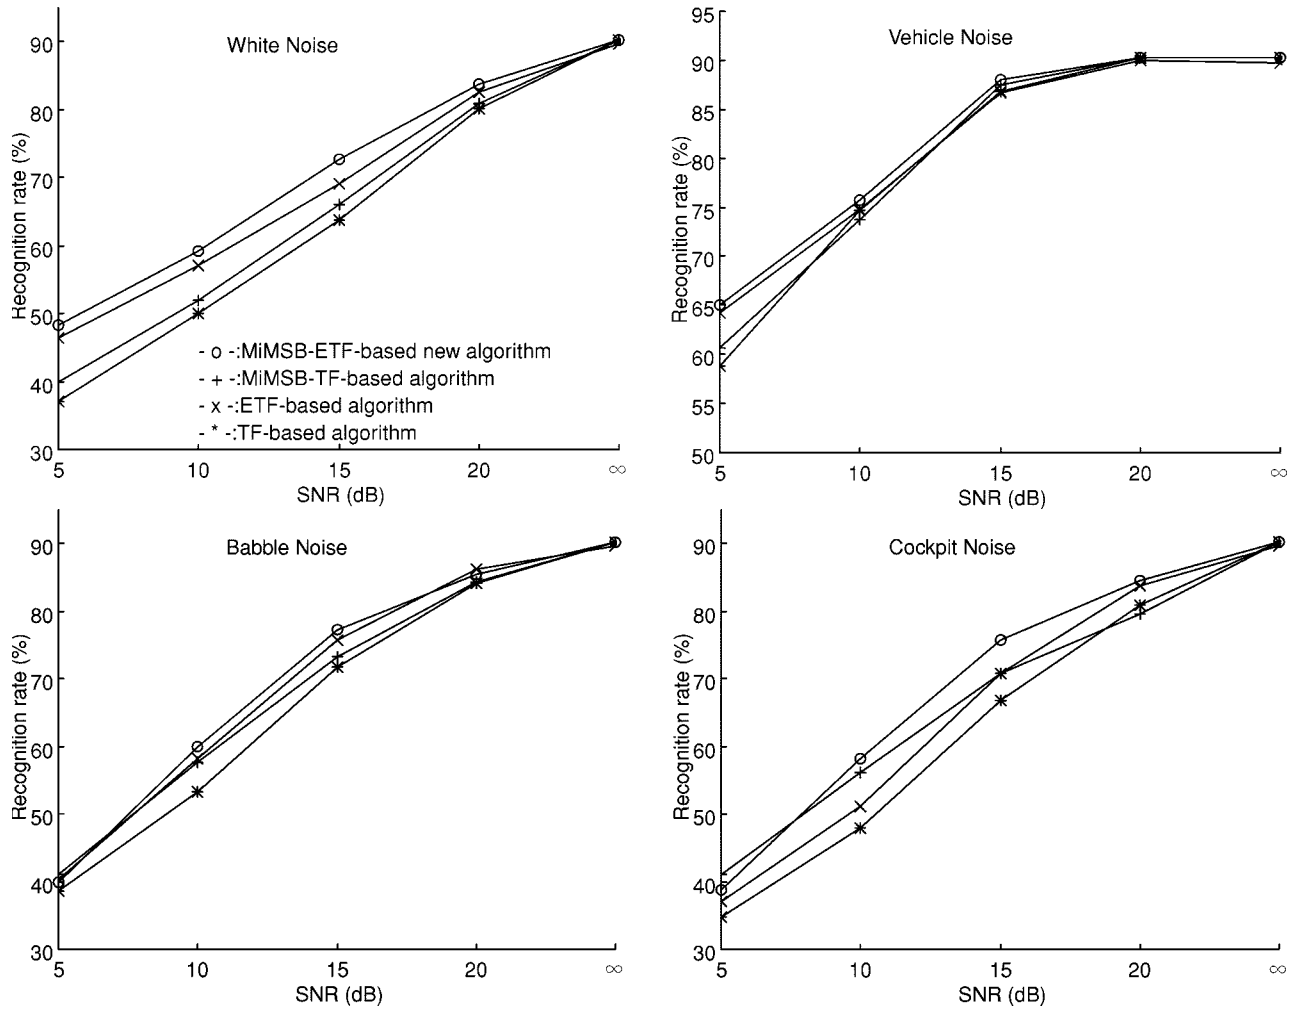 White Noise
Recognition rate (%)
90
80
70
60
50
40
30
- o -:MiMSB-ETF-based new algorithm
- + -:MiMSB-TF-based algorithm
- x -:ETF-based algorithm
- * -:TF-based algorithm
5 10 15 20 ∞
SNR (dB)
Vehicle Noise
Recognition rate (%)
95
90
85
80
75
70
65
60
55
50
5 10 15 20 ∞
SNR (dB)
Babble Noise
Recognition rate (%)
90
80
70
60
50
40
30
5 10 15 20 ∞
SNR (dB)
Cockpit Noise
Recognition rate (%)
90
80
70
60
50
40
30
5 10 15 20 ∞
SNR (dB)